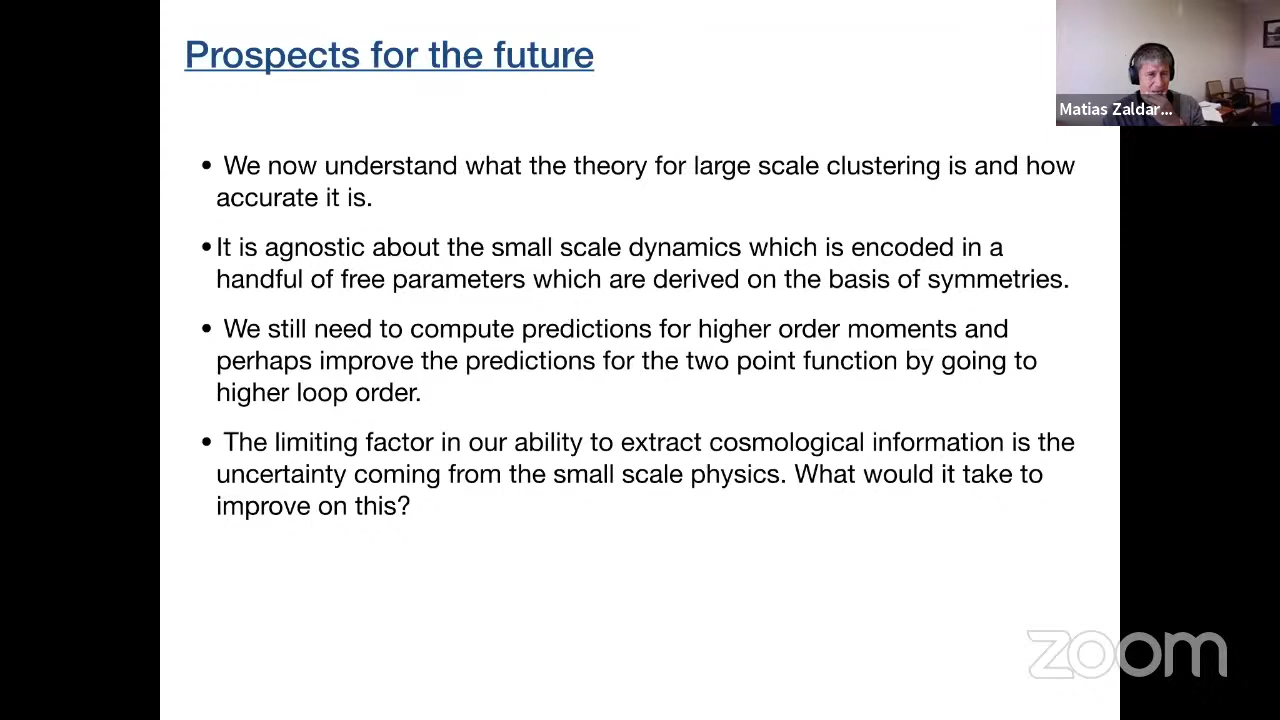 Prospects for the future
Matias Zaldar...
• We now understand what the theory for large scale clustering is and how
accurate it is.
•It is agnostic about the small scale dynamics which is encoded in a
handful of free parameters which are derived on the basis of symmetries.
• We still need to compute predictions for higher order moments and
perhaps improve the predictions for the two point function by going to
higher loop order.
• The limiting factor in our ability to extract cosmological information is the
uncertainty coming from the small scale physics. What would it take to
improve on this?
zoom